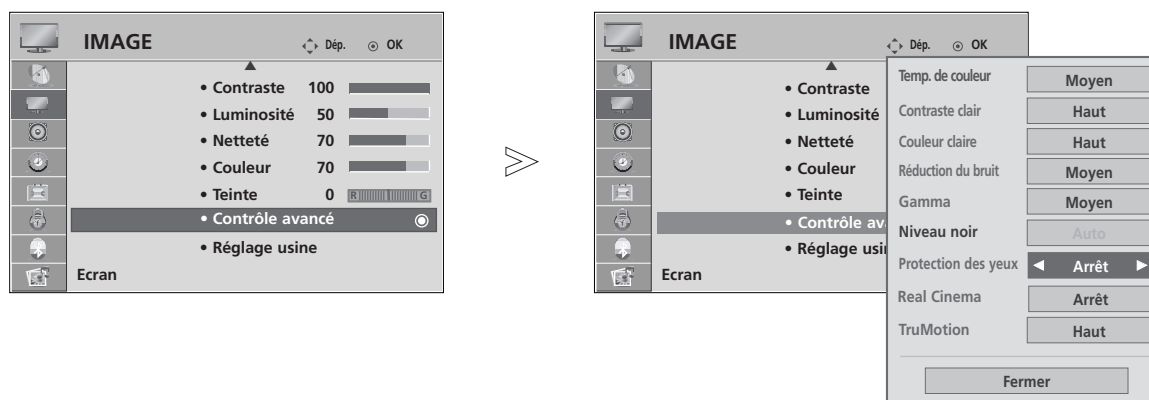 IMAGE
Dép. OK
• Contraste 100
• Luminosité 50
• Netteté 70
• Couleur 70
• Teinte 0 R G
• Contrôle avancé
• Réglage usine
Ecran
IMAGE
Dép. OK
• Contraste
• Luminosité
• Netteté
• Couleur
• Teinte
• Contrôle av
• Réglage usi
Ecran
Temp. de couleur Moyen
Contraste clair Haut
Couleur claire Haut
Réduction du bruit Moyen
Gamma Moyen
Niveau noir Auto
Protection des yeux Arrêt
Real Cinema Arrêt
TruMotion Haut
Fermer